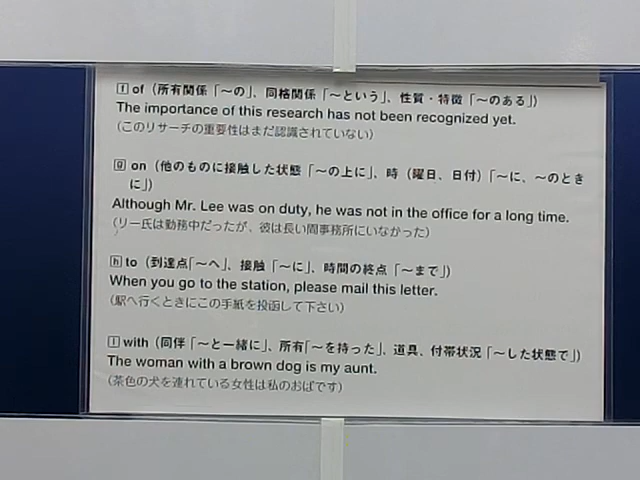 f of（所有関係「～の」、同格関係「～という」、性質・特徴「～のある」）
The importance of this research has not been recognized yet.
（このリサーチの重要性はまだ認識されていない）
g on（他のものに接触した状態「～の上に」、時（曜日、日付）「～に、～のとき
に」）
Although Mr. Lee was on duty, he was not in the office for a long time.
（リー氏は勤務中だったが、彼は長い間事務所にいなかった）
h to（到達点「～へ」、接触「～に」、時間の終点「～まで」）
When you go to the station, please mail this letter.
（駅へ行くときにこの手紙を投函して下さい）
i with（同伴「～と一緒に」、所有「～を持った」、道具、付帯状況「～した状態で」）
The woman with a brown dog is my aunt.
（茶色の犬を連れている女性は私のおばです）